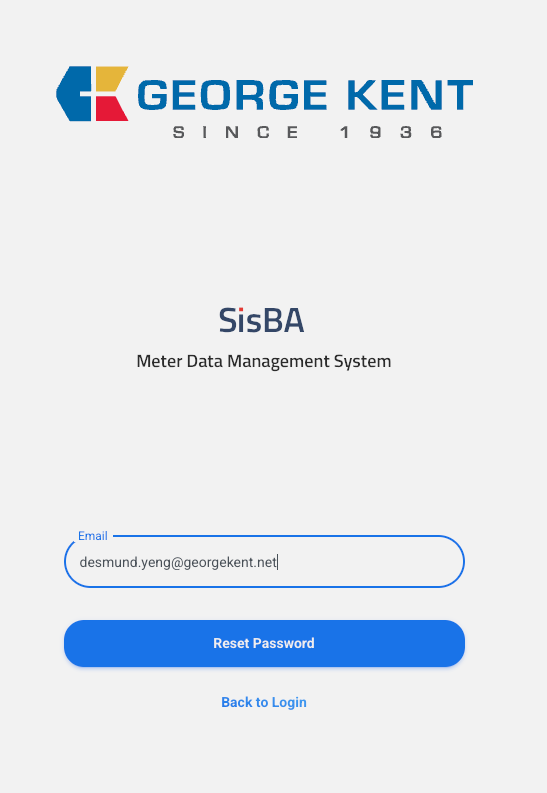 GEORGE KENT
SINCE 1936
SisBA
Meter Data Management System
Email
desmund.yeng@georgekent.net
Reset Password
Back to Login